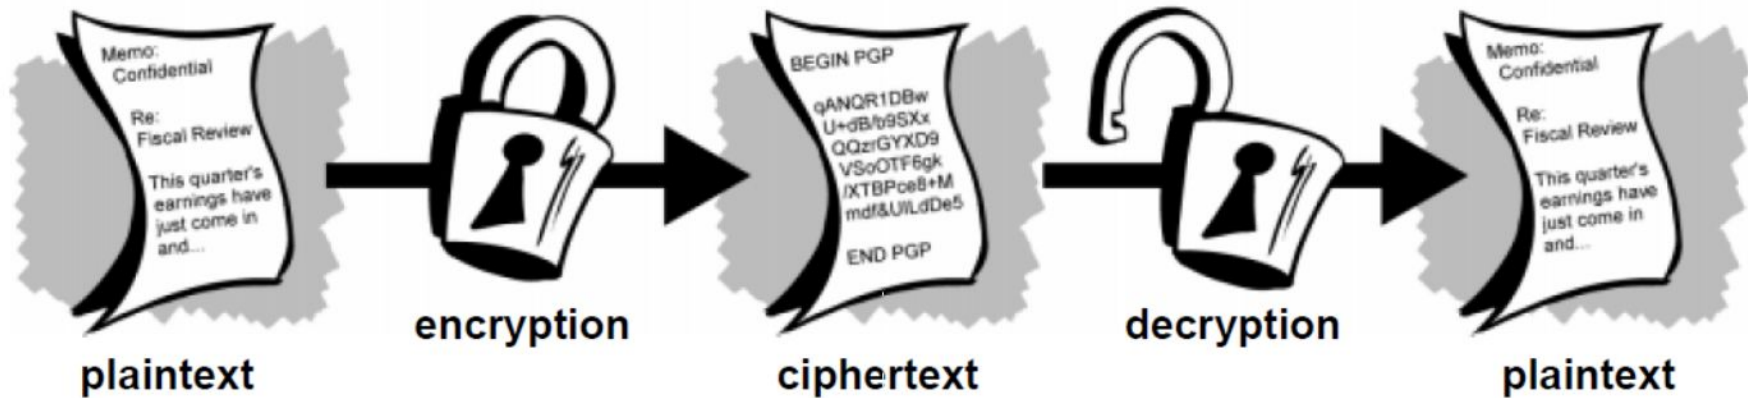 Memo:
Confidential
Re:
Fiscal Review
This quarter's
earnings have
just come in
and...
plaintext
encryption
BEGIN PGP
qANQR1DBw
U+dB/b9SXx
QQzrGYXD9
VSoOTF6gk
/XTBPce8+M
mdf&UlLdDe5
END PGP
ciphertext
decryption
Memo:
Confidential
Re:
Fiscal Review
This quarter's
earnings have
just come in
and...
plaintext